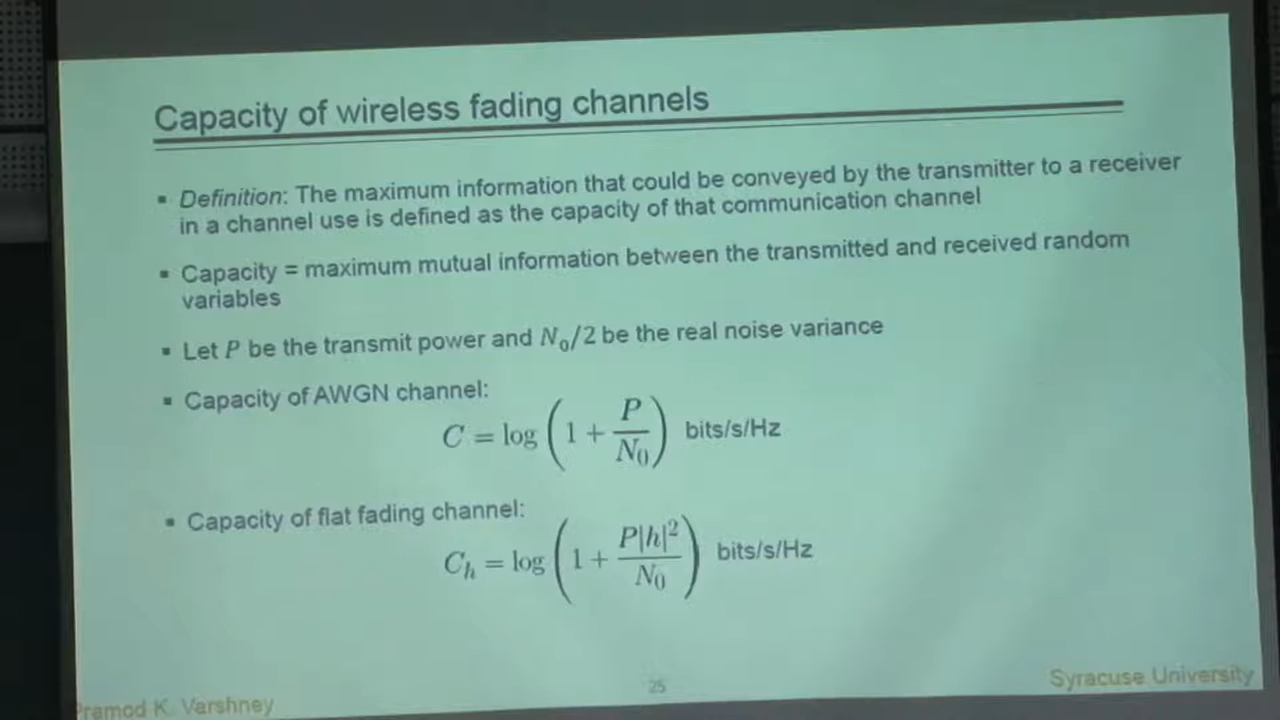 Capacity of wireless fading channels
▪ Definition: The maximum information that could be conveyed by the transmitter to a receiver
in a channel use is defined as the capacity of that communication channel
▪ Capacity = maximum mutual information between the transmitted and received random
variables
▪ Let P be the transmit power and N₀/2 be the real noise variance
▪ Capacity of AWGN channel:
C = log (1 + P/N₀) bits/s/Hz
▪ Capacity of flat fading channel:
Cₕ = log (1 + P|h|²/N₀) bits/s/Hz
Pramod K. Varshney
25
Syracuse University